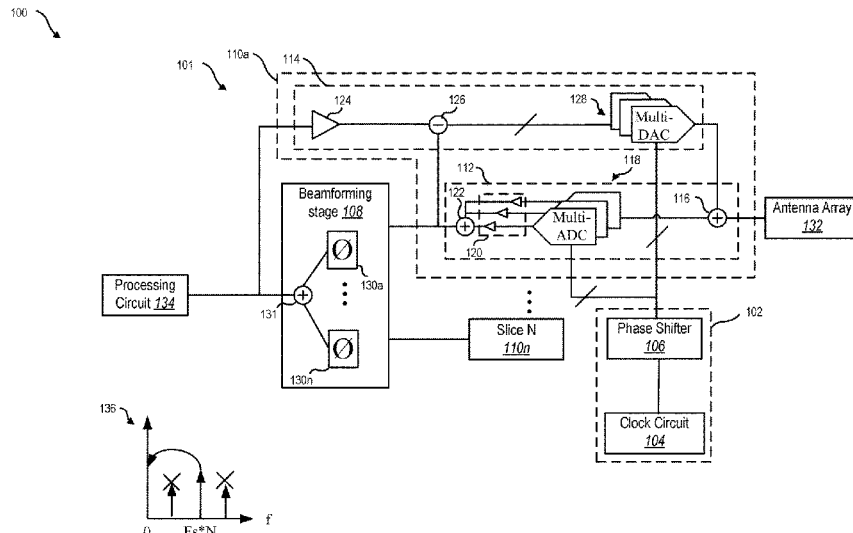 100
110a
101
114
124
126
128
Multi-
DAC
112
118
Beamforming
stage 108
122
116
Multi-
ADC
Antenna Array
132
120
Ø
130a
Processing
Circuit 134
131
Ø
130n
Slice N
110n
102
Phase Shifter
106
Clock Circuit
104
136
0
Fs*N
f